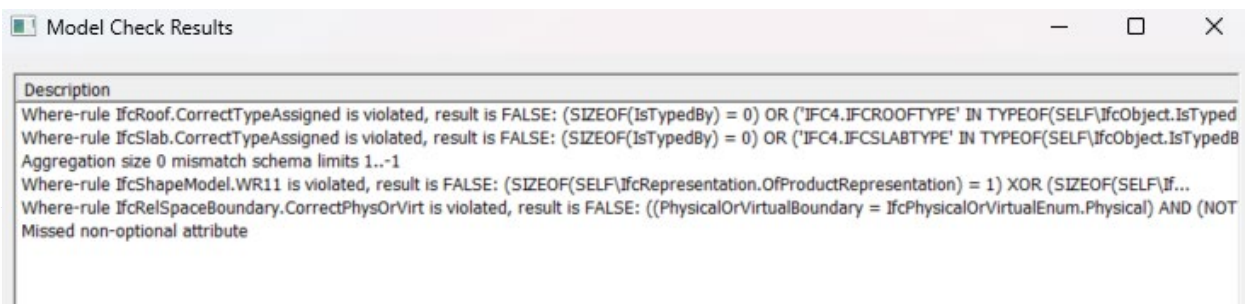 Model Check Results
Description
Where-rule IfcRoof.CorrectTypeAssigned is violated, result is FALSE: (SIZEOF(IsTypedBy) = 0) OR ('IFC4.IFCROOFTYPE' IN TYPEOF(SELF\IfcObject.IsTyped
Where-rule IfcSlab.CorrectTypeAssigned is violated, result is FALSE: (SIZEOF(IsTypedBy) = 0) OR ('IFC4.IFCSLABTYPE' IN TYPEOF(SELF\IfcObject.IsTypedB
Aggregation size 0 mismatch schema limits 1..-1
Where-rule IfcShapeModel.WR11 is violated, result is FALSE: (SIZEOF(SELF\IfcRepresentation.OfProductRepresentation) = 1) XOR (SIZEOF(SELF\If...
Where-rule IfcRelSpaceBoundary.CorrectPhysOrVirt is violated, result is FALSE: ((PhysicalOrVirtualBoundary = IfcPhysicalOrVirtualEnum.Physical) AND (NOT
Missed non-optional attribute